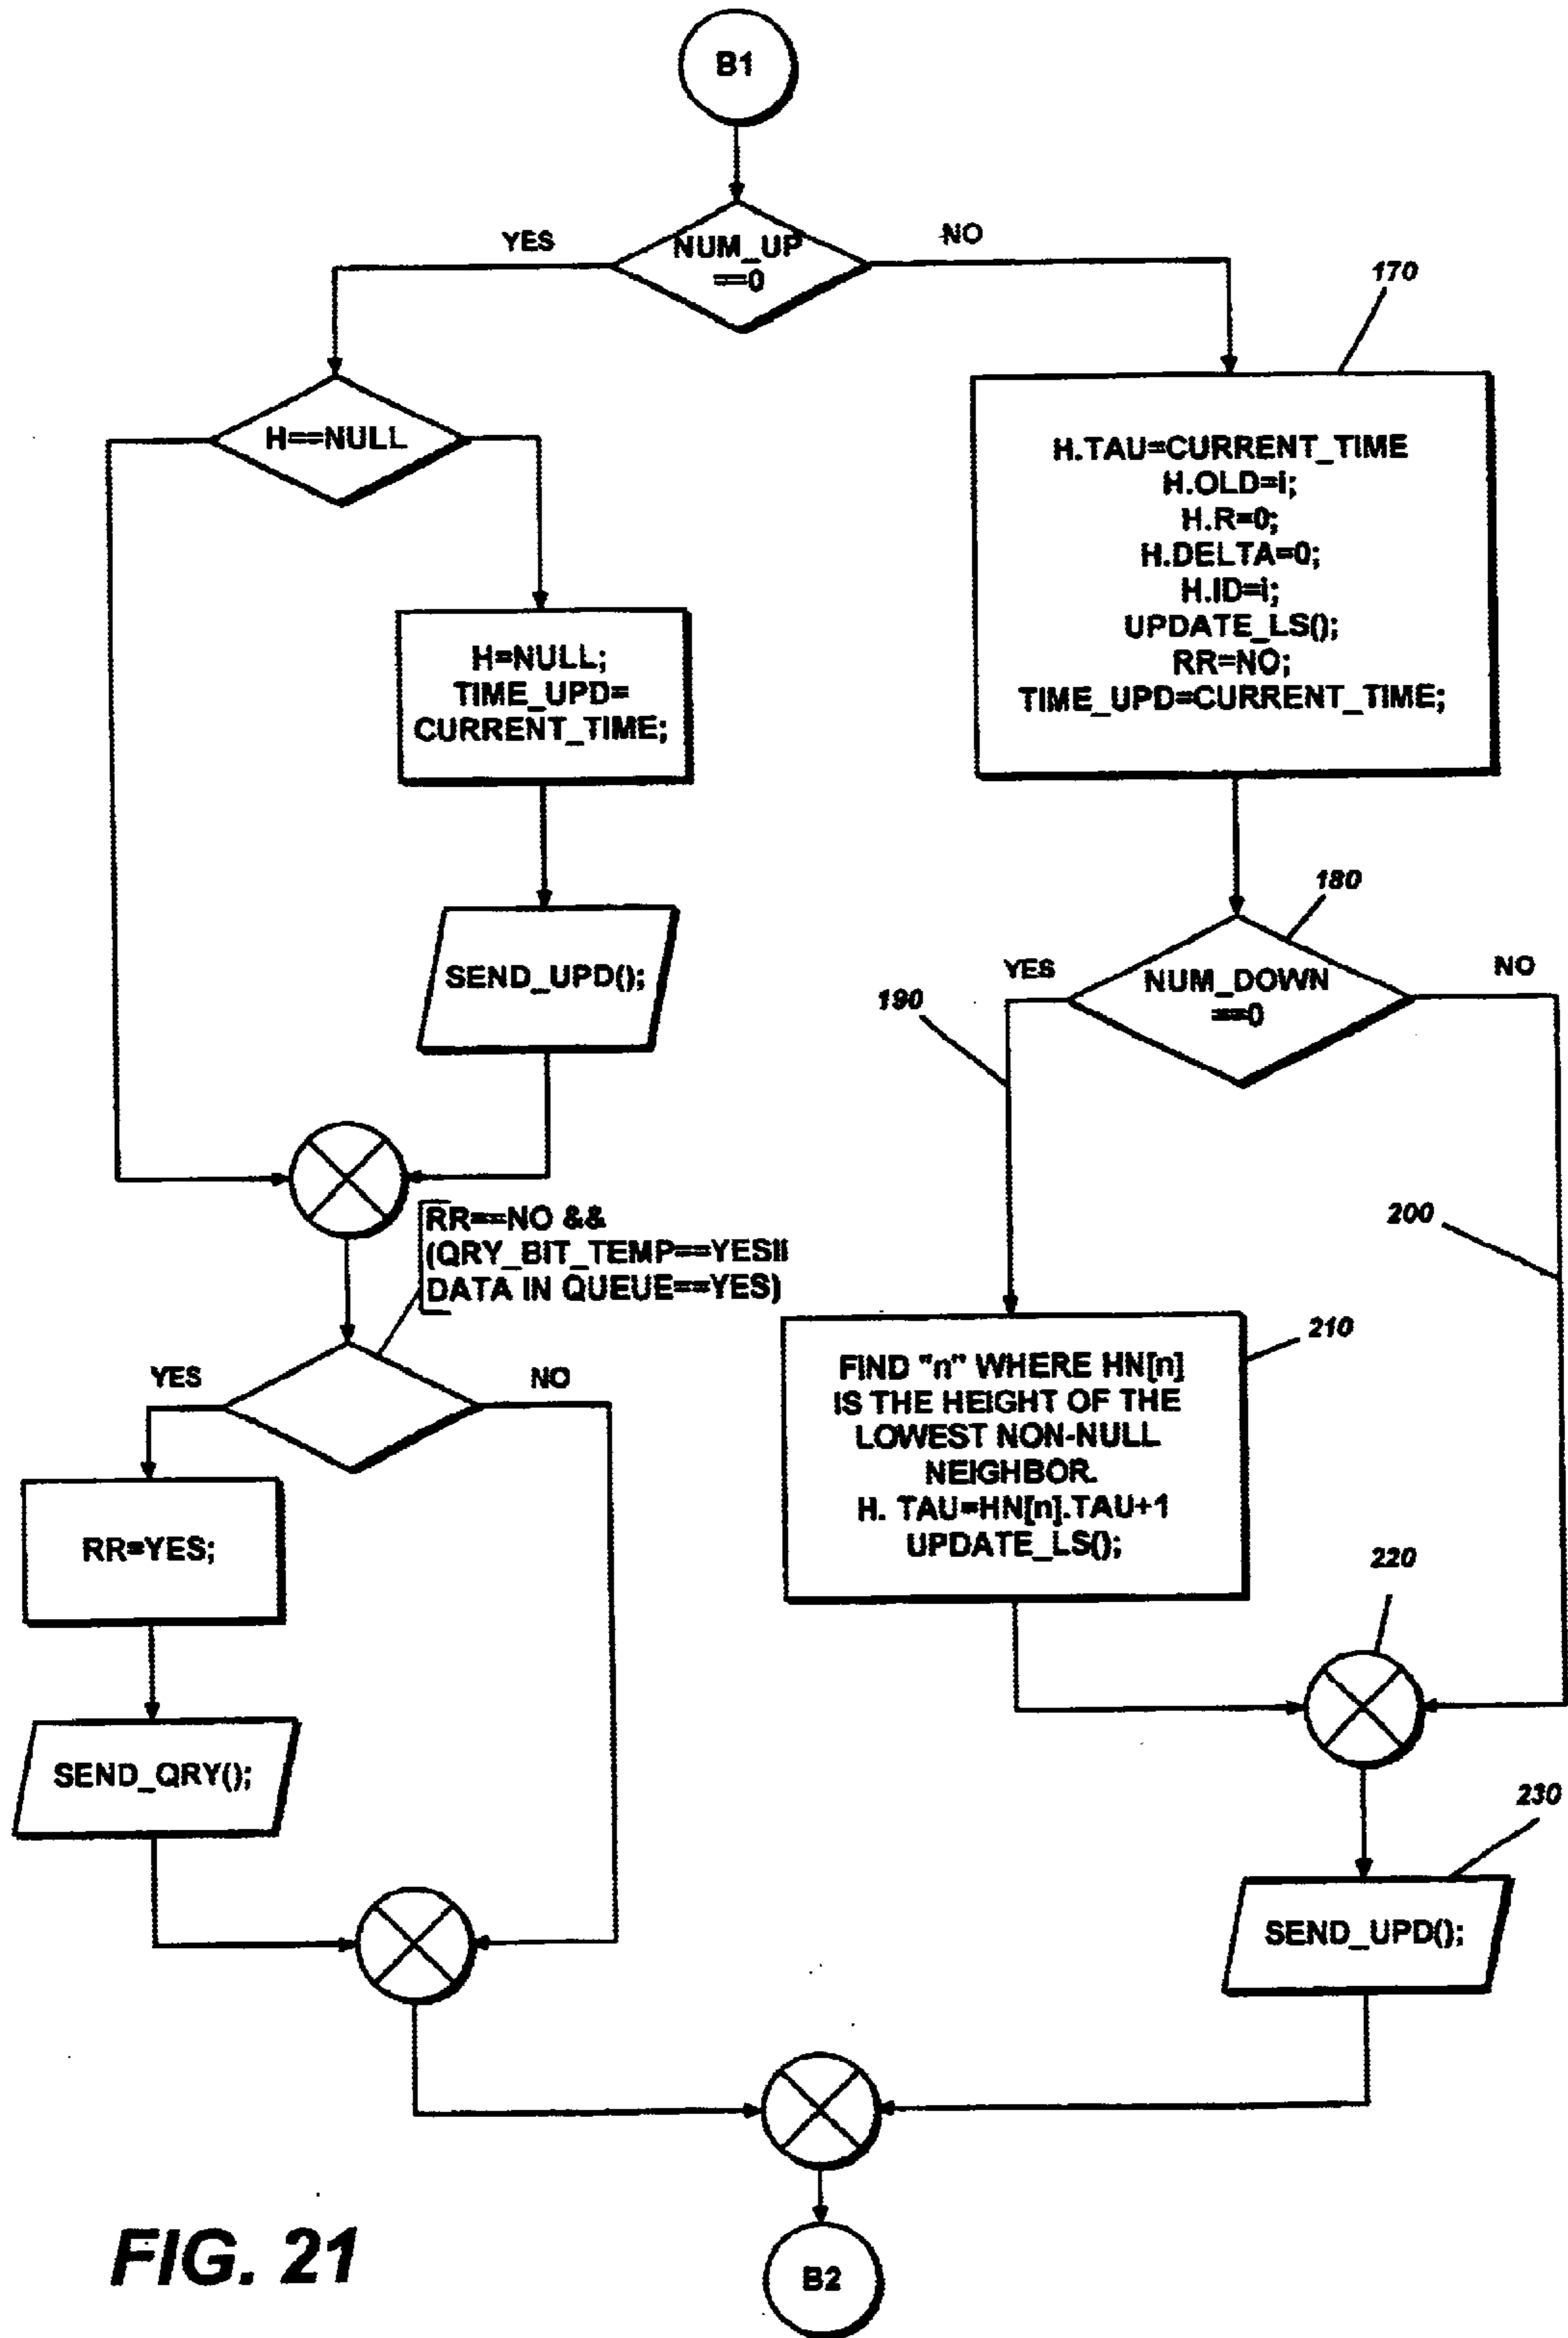 B1
YES
NUM_UP
==0
NO
170
H==NULL
H.TAU=CURRENT_TIME
H.OLD=i;
H.R=0;
H.DELTA=0;
H.ID=i;
UPDATE_LS();
RR=NO;
TIME_UPD=CURRENT_TIME;
H=NULL;
TIME_UPD=
CURRENT_TIME;
SEND_UPD();
180
YES
NUM_DOWN
==0
NO
190
200
RR==NO &&
(QRY_BIT_TEMP==YES||
DATA IN QUEUE==YES)
YES
NO
210
FIND "n" WHERE HN[n]
IS THE HEIGHT OF THE
LOWEST NON-NULL
NEIGHBOR.
H. TAU=HN[n].TAU+1
UPDATE_LS();
RR=YES;
220
SEND_QRY();
230
SEND_UPD();
FIG. 21
B2